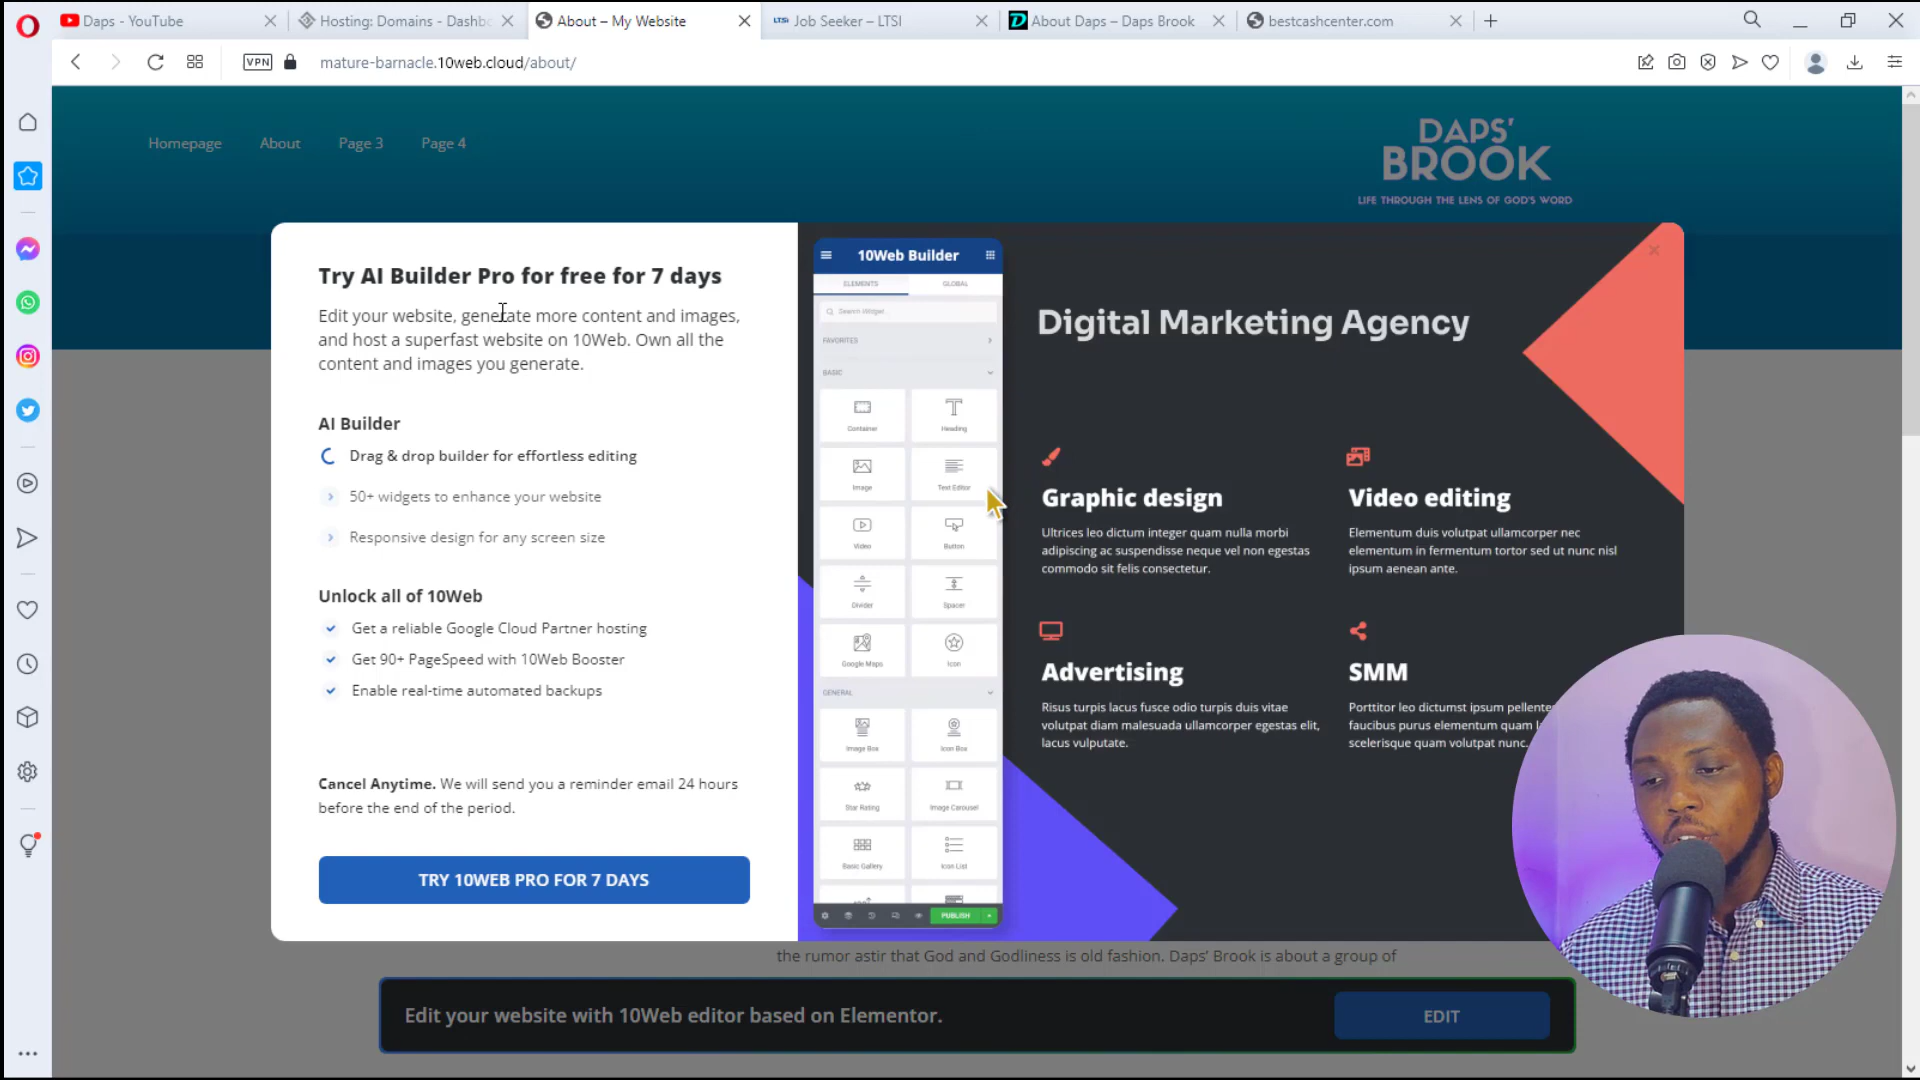 Daps - YouTube
Hosting: Domains - Dashbo
About – My Website
LTSI Job Seeker – LTSI
About Daps – Daps Brook
bestcashcenter.com
VPN
mature-barnacle.10web.cloud/about/
Homepage About Page 3 Page 4
DAPS'
BROOK
LIFE THROUGH THE LENS OF GOD'S WORD
Try AI Builder Pro for free for 7 days
Edit your website, generate more content and images,
and host a superfast website on 10Web. Own all the
content and images you generate.
AI Builder
Drag & drop builder for effortless editing
50+ widgets to enhance your website
Responsive design for any screen size
Unlock all of 10Web
Get a reliable Google Cloud Partner hosting
Get 90+ PageSpeed with 10Web Booster
Enable real-time automated backups
Cancel Anytime. We will send you a reminder email 24 hours
before the end of the period.
TRY 10WEB PRO FOR 7 DAYS
10Web Builder
ELEMENTS GLOBAL
Search Widget
FAVORITES
BASIC
Container Heading
Image Text Editor
Video Button
Divider Spacer
Google Maps Icon
GENERAL
Image Box Icon Box
Star Rating Image Carousel
Basic Gallery Icon List
PUBLISH
Digital Marketing Agency
Graphic design
Ultrices leo dictum integer quam nulla morbi
adipiscing ac suspendisse neque vel non egestas
commodo sit felis consectetur.
Video editing
Elementum duis volutpat ullamcorper nec
elementum in fermentum tortor sed ut nunc nisl
ipsum aenean ante.
Advertising
Risus turpis lacus fusce odio turpis duis vitae
volutpat diam malesuada ullamcorper egestas elit,
lacus vulputate.
SMM
Porttitor leo dictumst ipsum pellente
faucibus purus elementum quam
scelerisque quam volutpat nunc.
the rumor astir that God and Godliness is old fashion. Daps' Brook is about a group of
Edit your website with 10Web editor based on Elementor.
EDIT